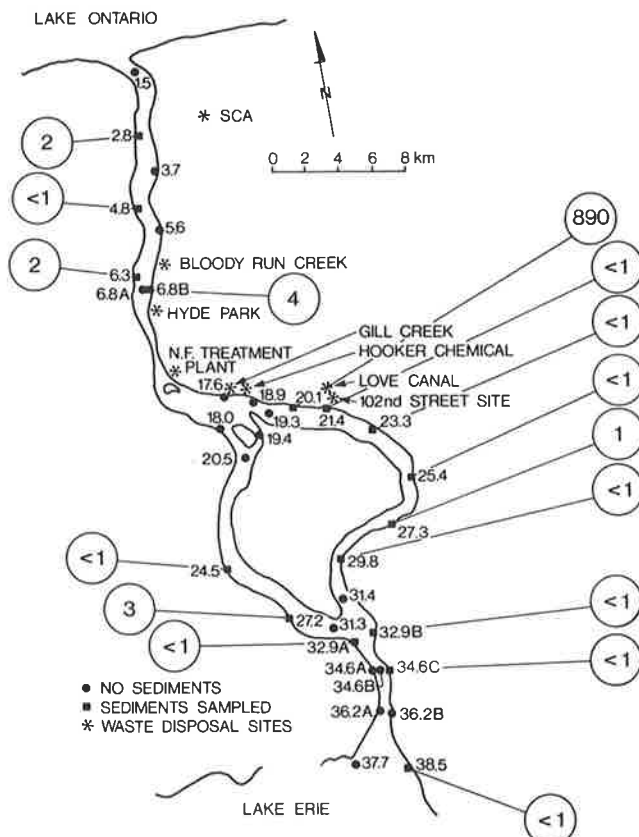 LAKE ONTARIO
1.5
* SCA
N
0 2 4 6 8 km
2
2.8
3.7
<1
4.8
5.6
890
<1
* BLOODY RUN CREEK
2
6.3
6.8A
6.8B
4
* HYDE PARK
<1
GILL CREEK
HOOKER CHEMICAL
N.F. TREATMENT
* PLANT
* LOVE CANAL
* 102nd STREET SITE
<1
17.6
18.9
20.1
21.4
23.3
19.3
18.0
19.4
1
20.5
25.4
<1
27.3
29.8
<1
24.5
31.4
<1
3
27.2
31.3
32.9B
<1
32.9A
<1
34.6A
34.6C
34.6B
● NO SEDIMENTS
■ SEDIMENTS SAMPLED
* WASTE DISPOSAL SITES
36.2A
36.2B
37.7
38.5
LAKE ERIE
<1